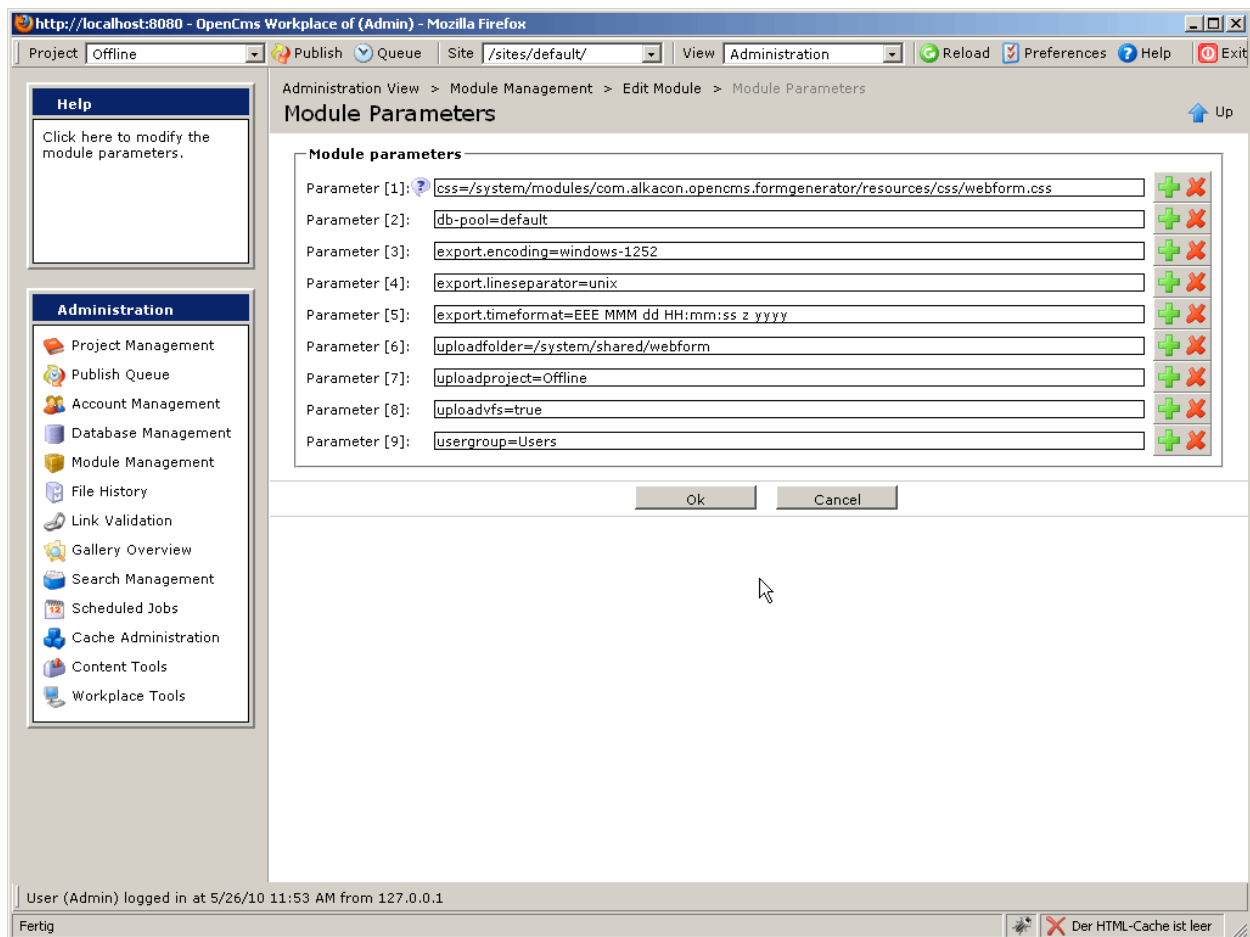 http://localhost:8080 - OpenCms Workplace of (Admin) - Mozilla Firefox
Project Offline Publish Queue Site /sites/default/ View Administration Reload Preferences Help Exit
Help
Click here to modify the
module parameters.
Administration
Project Management
Publish Queue
Account Management
Database Management
Module Management
File History
Link Validation
Gallery Overview
Search Management
12 Scheduled Jobs
Cache Administration
Content Tools
Workplace Tools
Administration View > Module Management > Edit Module > Module Parameters
Module Parameters Up
Module parameters
Parameter [1]: css=/system/modules/com.alkacon.opencms.formgenerator/resources/css/webform.css
Parameter [2]: db-pool=default
Parameter [3]: export.encoding=windows-1252
Parameter [4]: export.lineseparator=unix
Parameter [5]: export.timeformat=EEE MMM dd HH:mm:ss z yyyy
Parameter [6]: uploadfolder=/system/shared/webform
Parameter [7]: uploadproject=Offline
Parameter [8]: uploadvfs=true
Parameter [9]: usergroup=Users
Ok Cancel
User (Admin) logged in at 5/26/10 11:53 AM from 127.0.0.1
Fertig Der HTML-Cache ist leer